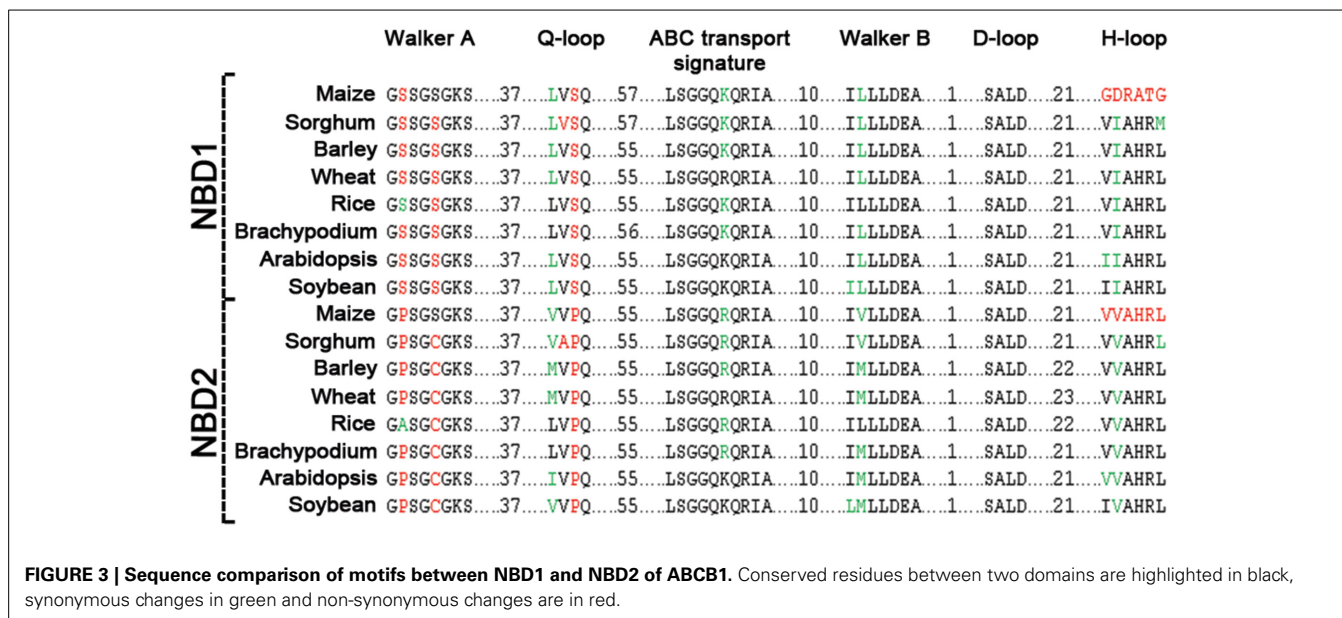 Walker A Q-loop ABC transport signature Walker B D-loop H-loop
NBD1
Maize GSSGSGKS....37....LVSQ....57....LSGGQKQRIA....10...ILLLDEA...1....SALD....21....GDRATG
Sorghum GSSGSGKS....37....LVSQ....57....LSGGQKQRIA....10...ILLLDEA...1....SALD....21....VIAHRM
Barley GSSGSGKS....37....LVSQ....55....LSGGQKQRIA....10...ILLLDEA...1....SALD....21....VIAHRL
Wheat GSSGSGKS....37....LVSQ....55....LSGGQRQRIA....10...ILLLDEA...1....SALD....21....VIAHRL
Rice GSSGSGKS....37....LVSQ....55....LSGGQKQRIA....10...ILLLDEA...1....SALD....21....VIAHRL
Brachypodium GSSGSGKS....37....LVSQ....56....LSGGQKQRIA....10...ILLLDEA...1....SALD....21....VIAHRL
Arabidopsis GSSGSGKS....37....LVSQ....55....LSGGQKQRIA....10...ILLLDEA...1....SALD....21....IIAHRL
Soybean GSSGSGKS....37....LVSQ....55....LSGGQKQRIA....10...ILLLDEA...1....SALD....21....IIAHRL
NBD2
Maize GPSGSGKS....37....VVPQ....55....LSGGQRQRIA....10...IVLLDEA...1....SALD....21....VVAHRL
Sorghum GPSGCGKS....37....VAPQ....55....LSGGQRQRIA....10...IVLLDEA...1....SALD....21....VVAHRL
Barley GPSGCGKS....37....MVPQ....55....LSGGQRQRIA....10...IMLLDEA...1....SALD....22....VVAHRL
Wheat GPSGCGKS....37....MVPQ....55....LSGGQRQRIA....10...IMLLDEA...1....SALD....23....VVAHRL
Rice GASGCGKS....37....LVPQ....55....LSGGQRQRIA....10...ILLLDEA...1....SALD....22....VVAHRL
Brachypodium GPSGCGKS....37....LVPQ....55....LSGGQRQRIA....10...IMLLDEA...1....SALD....21....VVAHRL
Arabidopsis GPSGCGKS....37....IVPQ....55....LSGGQKQRIA....10...IMLLDEA...1....SALD....21....VVAHRL
Soybean GPSGCGKS....37....VVPQ....55....LSGGQKQRIA....10...LMLLDEA...1....SALD....21....IVAHRL
FIGURE 3 | Sequence comparison of motifs between NBD1 and NBD2 of ABCB1. Conserved residues between two domains are highlighted in black,
synonymous changes in green and non-synonymous changes are in red.